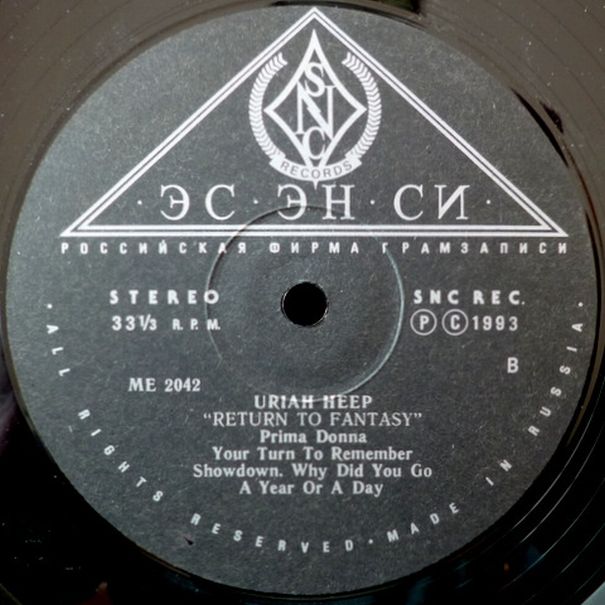 SNC
RECORDS
· ЭС · ЭН · СИ ·
РОССИЙСКАЯ ФИРМА ГРАМЗАПИСИ
STEREO
33⅓ R.P.M.
SNC REC.
Ⓟ Ⓒ 1993
B
ME 2042
URIAH HEEP
“RETURN TO FANTASY”
Prima Donna
Your Turn To Remember
Showdown. Why Did You Go
A Year Or A Day
· ALL RIGHTS RESERVED · MADE IN RUSSIA ·